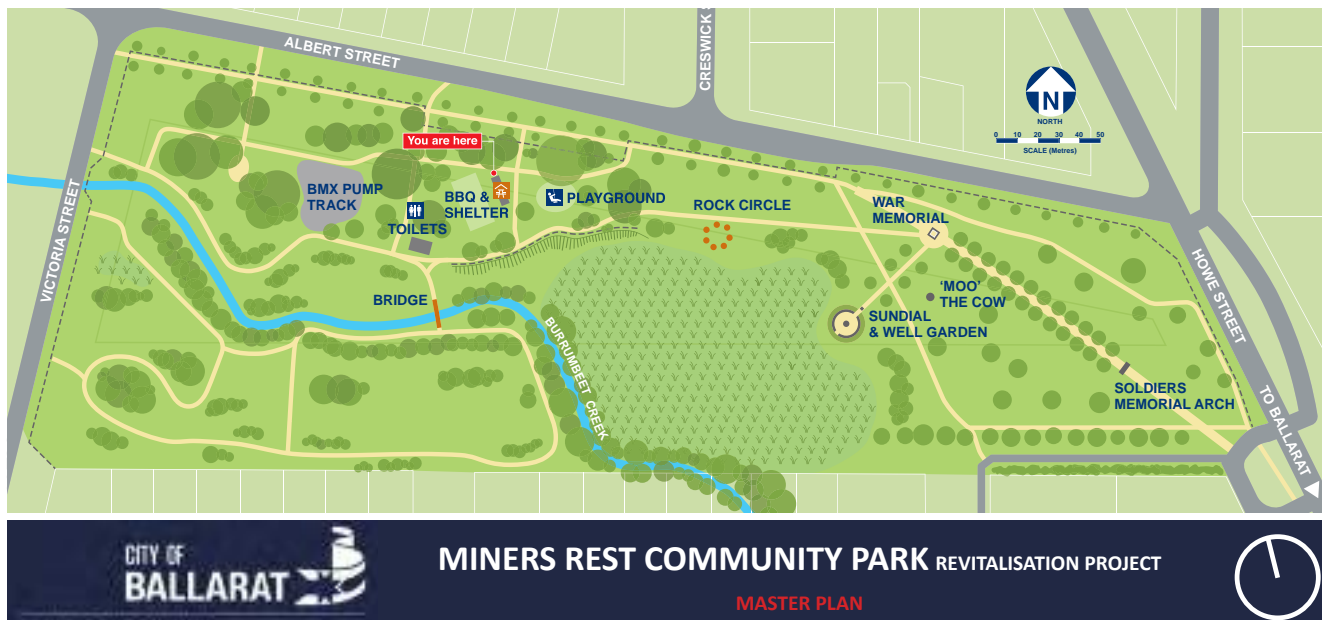 ALBERT STREET
CRESWICK S
N
NORTH
0 10 20 30 40 50
SCALE (Metres)
You are here
VICTORIA STREET
BMX PUMP
TRACK
BBQ &
SHELTER
TOILETS
PLAYGROUND
ROCK CIRCLE
WAR
MEMORIAL
'MOO'
THE COW
SUNDIAL
& WELL GARDEN
BRIDGE
BURRUMBEET CREEK
HOWE STREET
SOLDIERS
MEMORIAL ARCH
TO BALLARAT
CITY OF
BALLARAT
MINERS REST COMMUNITY PARK REVITALISATION PROJECT
MASTER PLAN